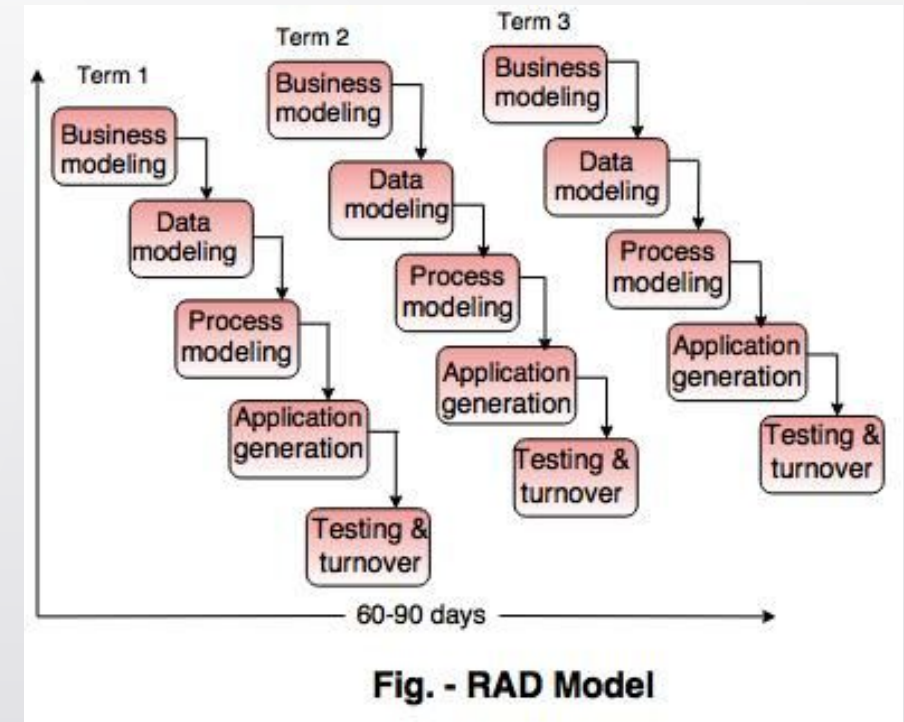 Term 1
Business
modeling
Data
modeling
Process
modeling
Application
generation
Testing &
turnover
Term 2
Business
modeling
Data
modeling
Process
modeling
Application
generation
Testing &
turnover
Term 3
Business
modeling
Data
modeling
Process
modeling
Application
generation
Testing &
turnover
60-90 days
Fig. - RAD Model